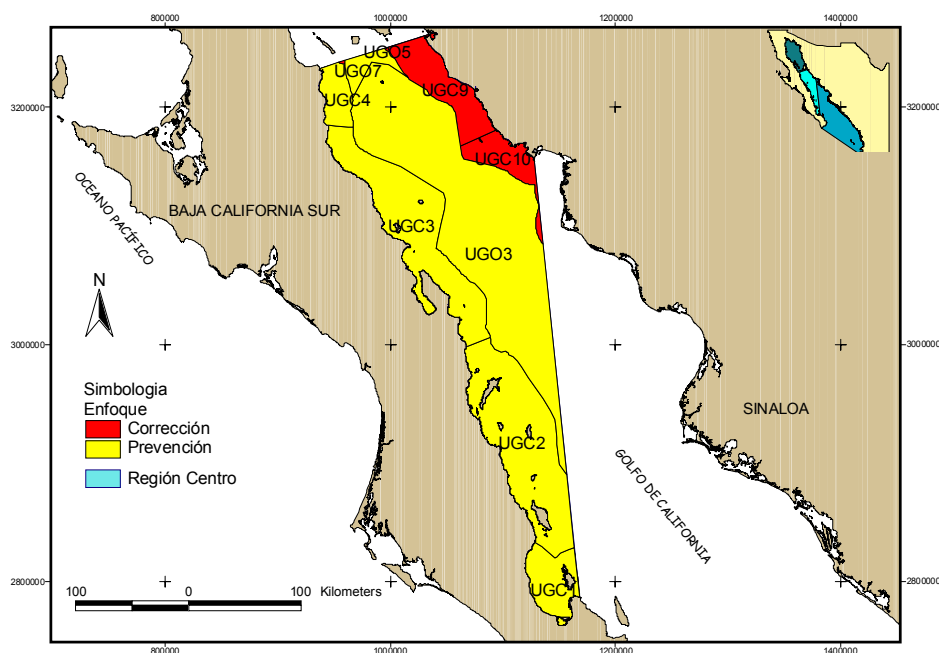 800000 1000000 1200000 1400000
3200000 3200000
UGO5
UGO7
UGC9
UGC4
UGC10
OCEANO PACÍFICO
BAJA CALIFORNIA SUR
UGC3
UGO3
N
3000000 3000000
Simbologia
Enfoque
Corrección
Prevención
Región Centro
SINALOA
UGC2
GOLFO DE CALIFORNIA
2800000 2800000
UGC
100 0 100 Kilometers
800000 1000000 1200000 1400000